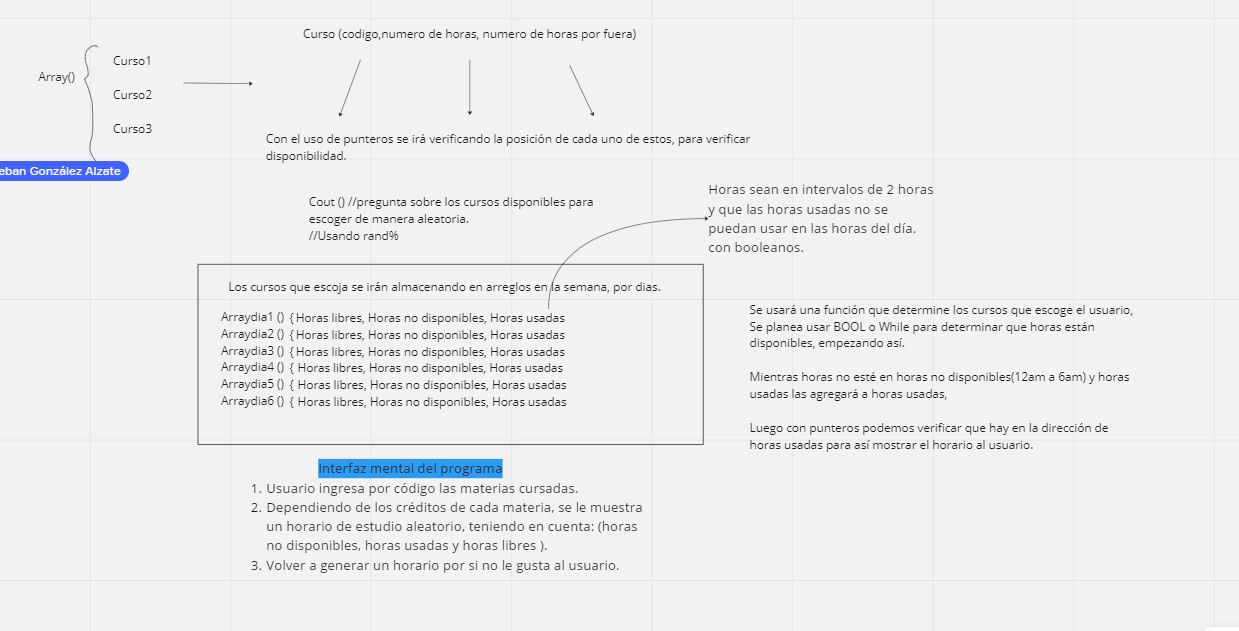 Curso (codigo,numero de horas, numero de horas por fuera)
Array()
Curso1
Curso2
Curso3
eban González Alzate
Con el uso de punteros se irá verificando la posición de cada uno de estos, para verificar
disponibilidad.
Cout () //pregunta sobre los cursos disponibles para
escoger de manera aleatoria.
//Usando rand%
Horas sean en intervalos de 2 horas
y que las horas usadas no se
puedan usar en las horas del día.
con booleanos.
Los cursos que escoja se irán almacenando en arreglos en la semana, por dias.
Arraydia1 () { Horas libres, Horas no disponibles, Horas usadas
Arraydia2 () { Horas libres, Horas no disponibles, Horas usadas
Arraydia3 () { Horas libres, Horas no disponibles, Horas usadas
Arraydia4 () { Horas libres, Horas no disponibles, Horas usadas
Arraydia5 () { Horas libres, Horas no disponibles, Horas usadas
Arraydia6 () { Horas libres, Horas no disponibles, Horas usadas
Se usará una función que determine los cursos que escoge el usuario,
Se planea usar BOOL o While para determinar que horas están
disponibles, empezando así.
Mientras horas no esté en horas no disponibles(12am a 6am) y horas
usadas las agregará a horas usadas,
Luego con punteros podemos verificar que hay en la dirección de
horas usadas para así mostrar el horario al usuario.
Interfaz mental del programa
1. Usuario ingresa por código las materias cursadas.
2. Dependiendo de los créditos de cada materia, se le muestra
un horario de estudio aleatorio, teniendo en cuenta: (horas
no disponibles, horas usadas y horas libres ).
3. Volver a generar un horario por si no le gusta al usuario.